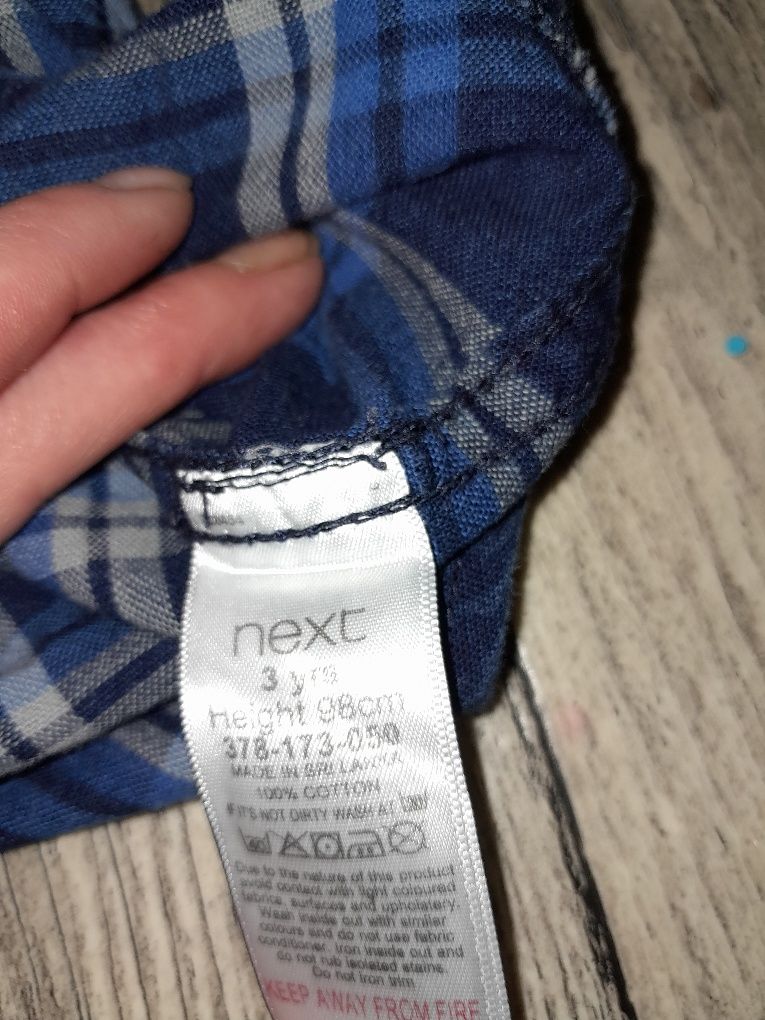 next
3 yrs
Height 98cm
378-173-050
MADE IN SRI LANKA
100% COTTON
IF IT'S NOT DIRTY WASH AT
Due to the nature of this product
avoid contact with light coloured
fabrics, surfaces and upholstery.
Wash inside out with similar
colours and do not use fabric
conditioner. Iron inside out and
do not rub isolated stains.
Do not iron trim
KEEP AWAY FROM FIRE